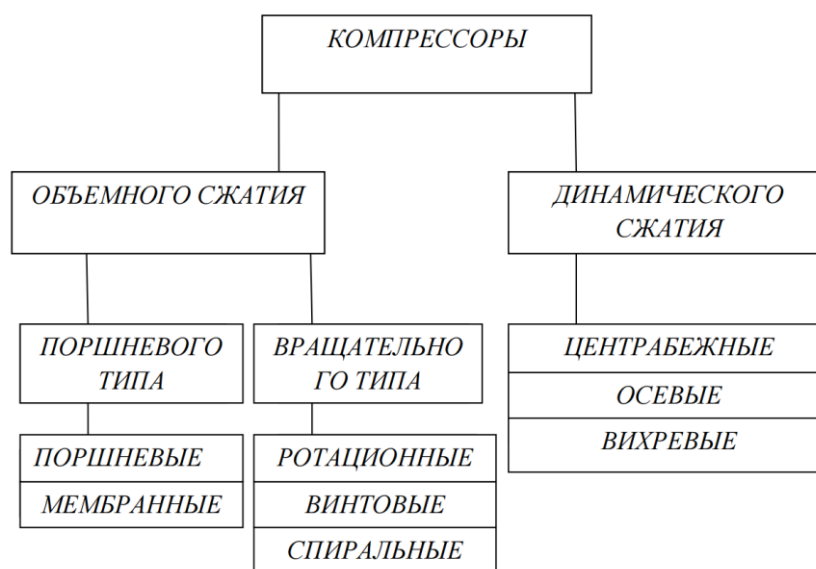 КОМПРЕССОРЫ
ОБЪЕМНОГО СЖАТИЯ
ДИНАМИЧЕСКОГО
СЖАТИЯ
ПОРШНЕВОГО
ТИПА
ВРАЩАТЕЛЬНО
ГО ТИПА
ЦЕНТРАБЕЖНЫЕ
ОСЕВЫЕ
ВИХРЕВЫЕ
ПОРШНЕВЫЕ
МЕМБРАННЫЕ
РОТАЦИОННЫЕ
ВИНТОВЫЕ
СПИРАЛЬНЫЕ